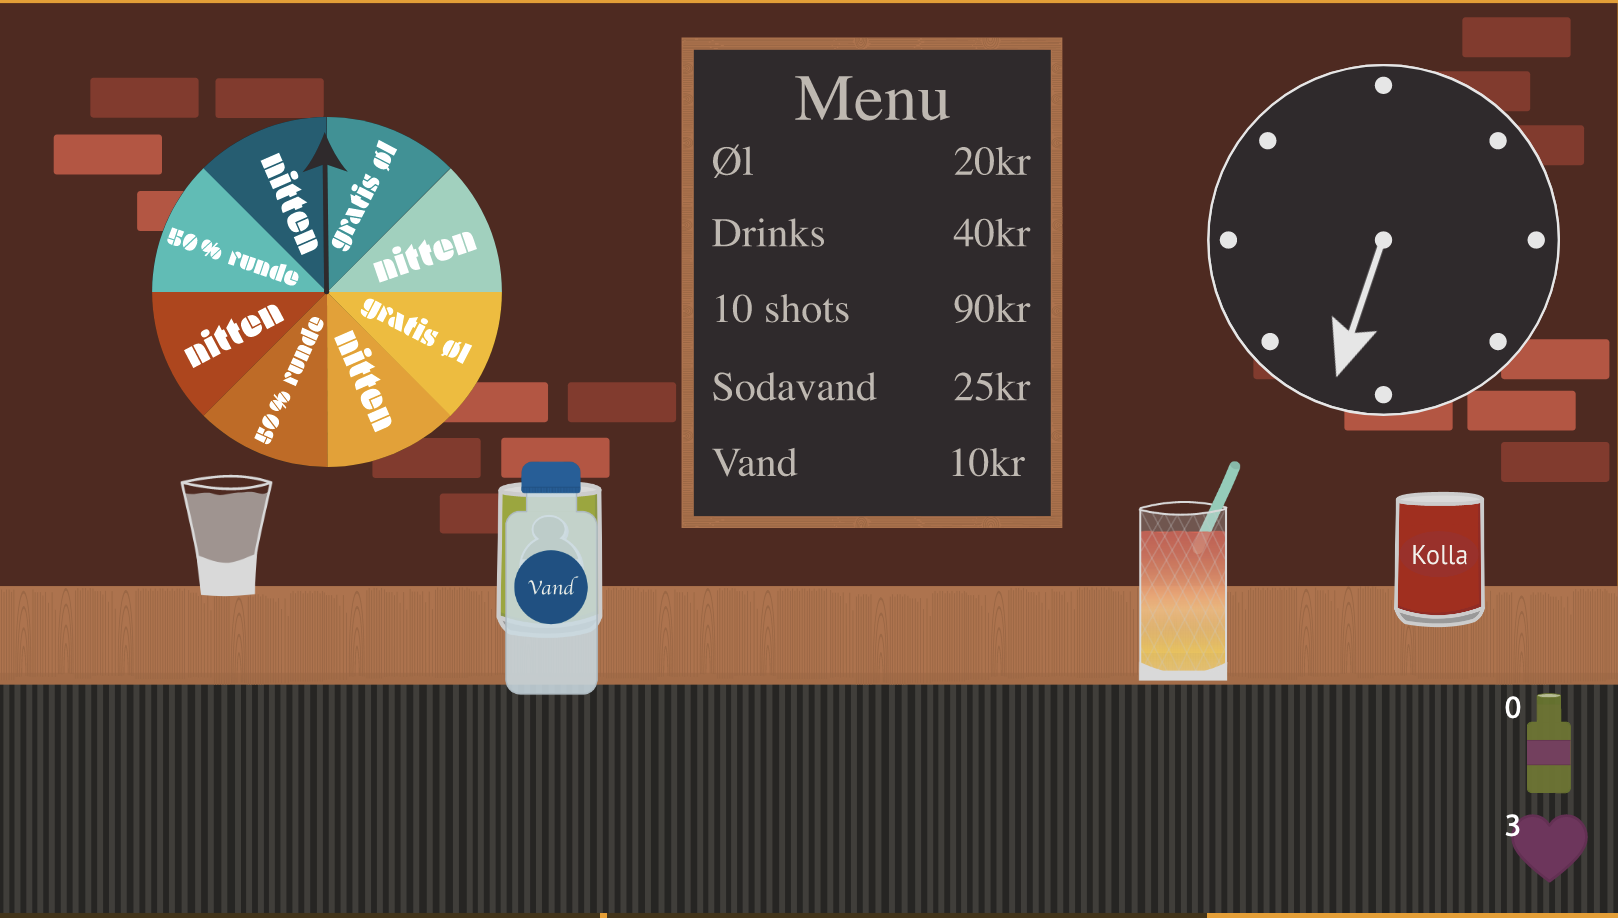 Menu
Øl 20kr
Drinks 40kr
10 shots 90kr
Sodavand 25kr
Vand 10kr
nitten
gratis øl
nitten
gratis øl
nitten
50% runde
nitten
50% runde
Vand
Kolla
0
3